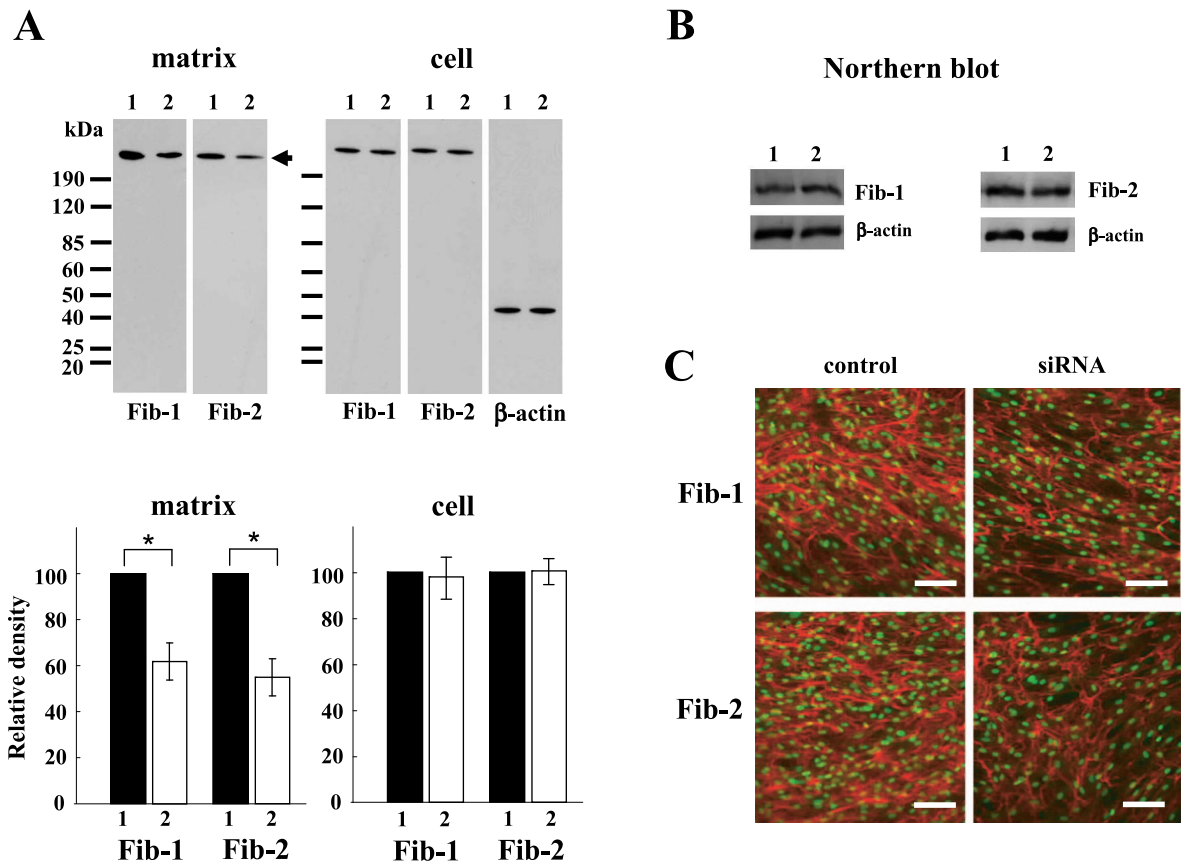 A
matrix
cell
1 2 1 2
1 2 1 2 1 2
kDa
190
120
85
60
50
40
25
20
Fib-1 Fib-2
Fib-1 Fib-2 β-actin
matrix
cell
*
*
Relative density
100
80
60
40
20
0
1 2 1 2
Fib-1 Fib-2
100
80
60
40
20
0
1 2 1 2
Fib-1 Fib-2
B
Northern blot
1 2
Fib-1
β-actin
1 2
Fib-2
β-actin
C
control siRNA
Fib-1
Fib-2